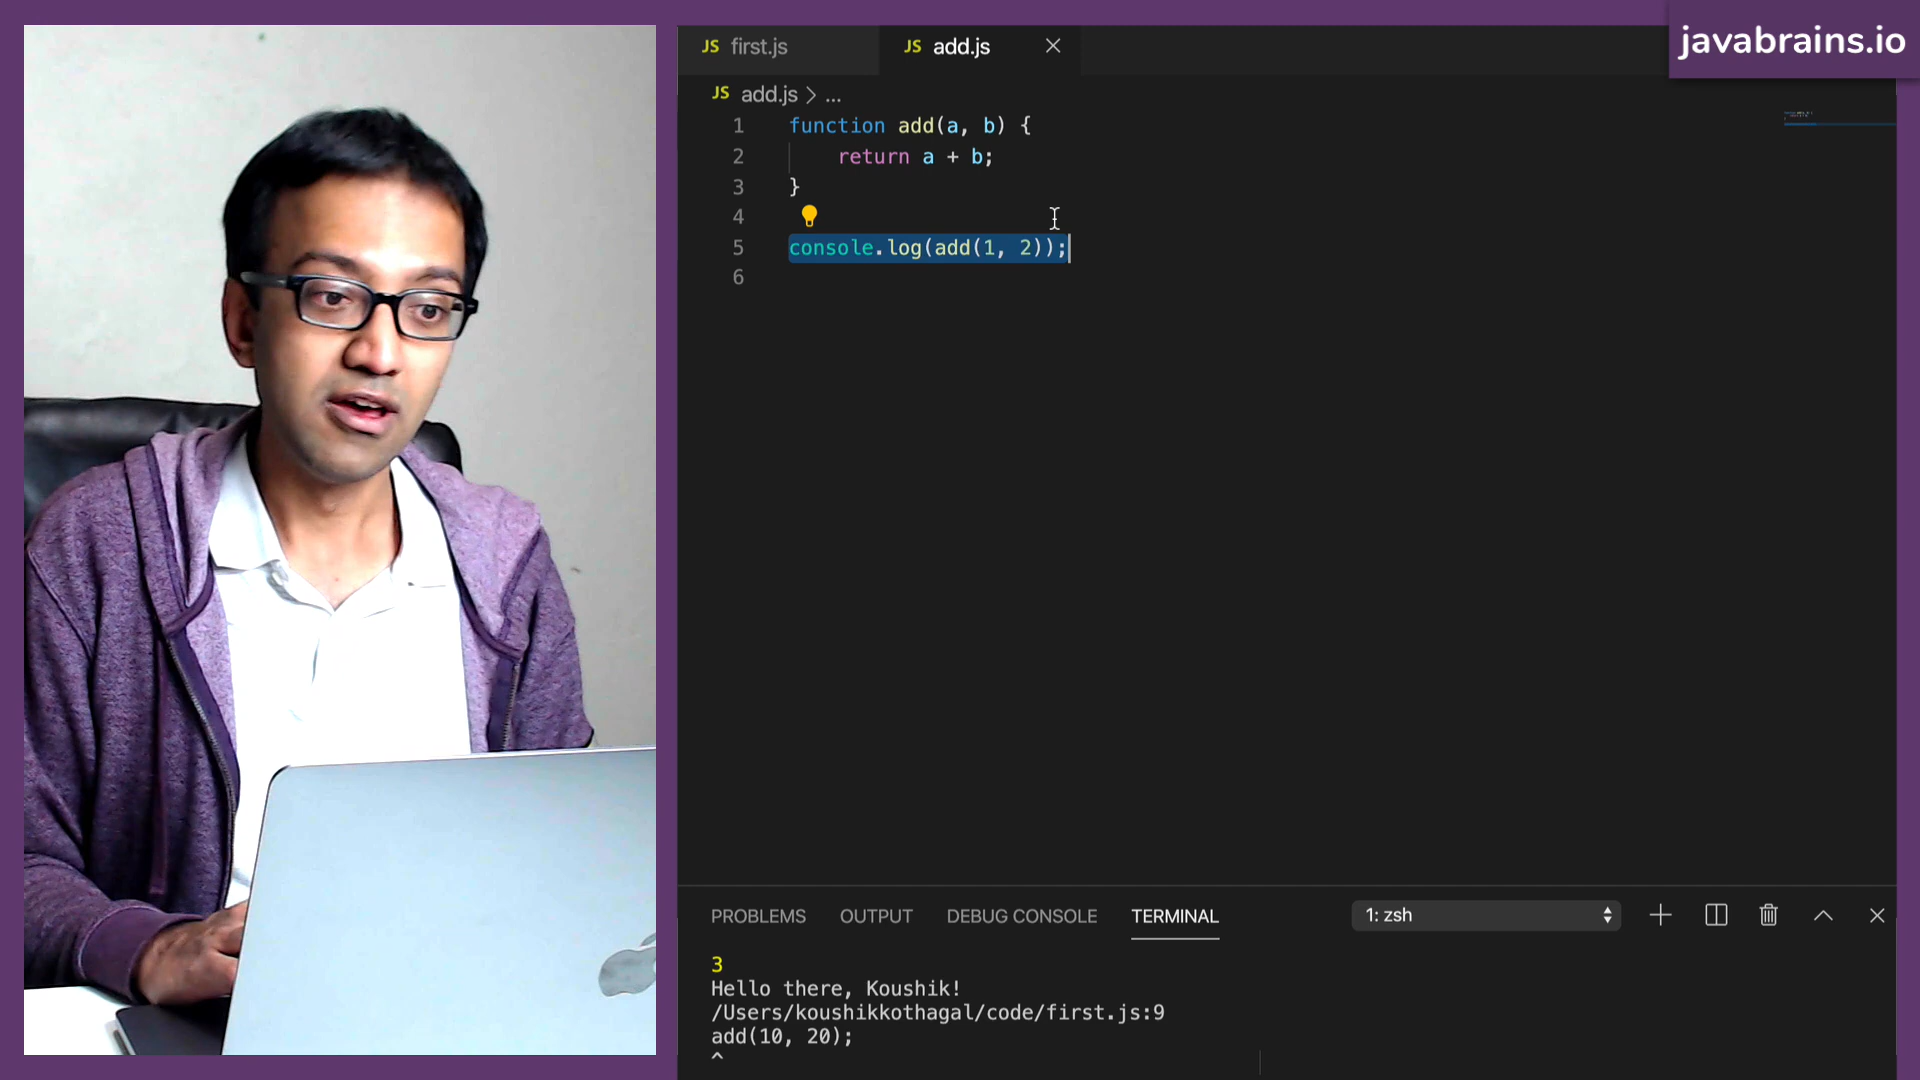 javabrains.io
JS first.js JS add.js
JS add.js > ...
1 function add(a, b) {
2 return a + b;
3 }
4
5 console.log(add(1, 2));
6
PROBLEMS OUTPUT DEBUG CONSOLE TERMINAL 1: zsh
3
Hello there, Koushik!
/Users/koushikkothagal/code/first.js:9
add(10, 20);
^